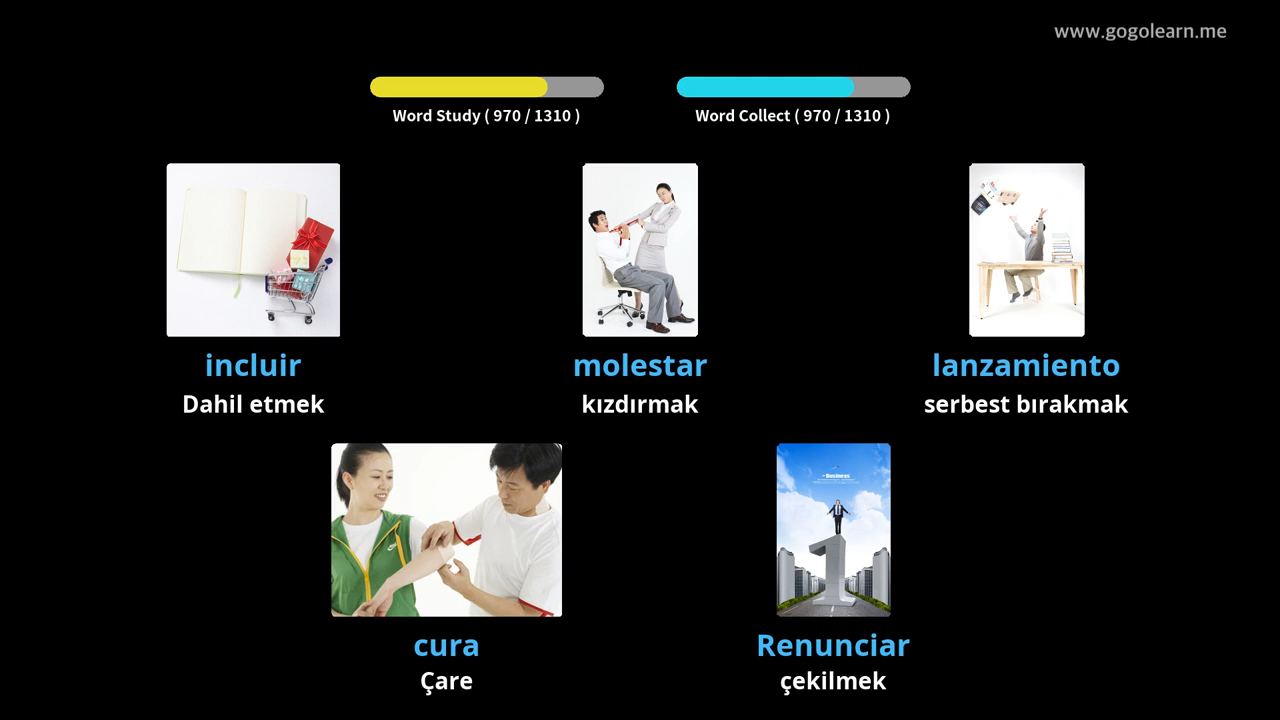 www.gogolearn.me
Word Study ( 970 / 1310 )
Word Collect ( 970 / 1310 )
incluir
Dahil etmek
molestar
kızdırmak
lanzamiento
serbest bırakmak
Business
cura
Çare
Renunciar
çekilmek